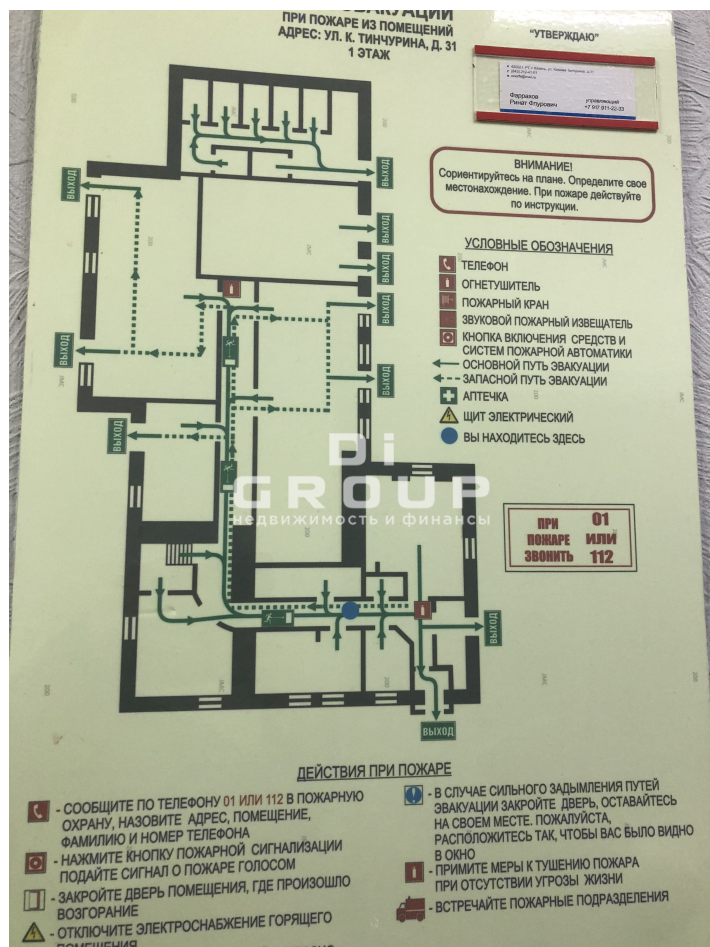 ЭВАКУАЦИИ
ПРИ ПОЖАРЕ ИЗ ПОМЕЩЕНИЙ
АДРЕС: УЛ. К. ТИНЧУРИНА, Д. 31
1 ЭТАЖ
"УТВЕРЖДАЮ"
Фаррахов
Ринат Флурович
управляющий
+7 917 911-22-33
ВНИМАНИЕ!
Сориентируйтесь на плане. Определите свое
местонахождение. При пожаре действуйте
по инструкции.
УСЛОВНЫЕ ОБОЗНАЧЕНИЯ
ТЕЛЕФОН
ОГНЕТУШИТЕЛЬ
ПОЖАРНЫЙ КРАН
ЗВУКОВОЙ ПОЖАРНЫЙ ИЗВЕЩАТЕЛЬ
КНОПКА ВКЛЮЧЕНИЯ СРЕДСТВ И
СИСТЕМ ПОЖАРНОЙ АВТОМАТИКИ
ОСНОВНОЙ ПУТЬ ЭВАКУАЦИИ
ЗАПАСНОЙ ПУТЬ ЭВАКУАЦИИ
АПТЕЧКА
ЩИТ ЭЛЕКТРИЧЕСКИЙ
ВЫ НАХОДИТЕСЬ ЗДЕСЬ
ВЫХОД
ВЫХОД
ВЫХОД
ВЫХОД
ВЫХОД
ВЫХОД
ВЫХОД
ВЫХОД
ВЫХОД
ВЫХОД
Di
GROUP
недвижимость и финансы
ПРИ
ПОЖАРЕ
ЗВОНИТЬ
01
ИЛИ
112
ДЕЙСТВИЯ ПРИ ПОЖАРЕ
- СООБЩИТЕ ПО ТЕЛЕФОНУ 01 ИЛИ 112 В ПОЖАРНУЮ
ОХРАНУ, НАЗОВИТЕ АДРЕС, ПОМЕЩЕНИЕ,
ФАМИЛИЮ И НОМЕР ТЕЛЕФОНА
- НАЖМИТЕ КНОПКУ ПОЖАРНОЙ СИГНАЛИЗАЦИИ
ПОДАЙТЕ СИГНАЛ О ПОЖАРЕ ГОЛОСОМ
- ЗАКРОЙТЕ ДВЕРЬ ПОМЕЩЕНИЯ, ГДЕ ПРОИЗОШЛО
ВОЗГОРАНИЕ
- ОТКЛЮЧИТЕ ЭЛЕКТРОСНАБЖЕНИЕ ГОРЯЩЕГО
ПОМЕЩЕНИЯ
- В СЛУЧАЕ СИЛЬНОГО ЗАДЫМЛЕНИЯ ПУТЕЙ
ЭВАКУАЦИИ ЗАКРОЙТЕ ДВЕРЬ, ОСТАВАЙТЕСЬ
НА СВОЕМ МЕСТЕ. ПОЖАЛУЙСТА,
РАСПОЛОЖИТЕСЬ ТАК, ЧТОБЫ ВАС БЫЛО ВИДНО
В ОКНО
- ПРИМИТЕ МЕРЫ К ТУШЕНИЮ ПОЖАРА
ПРИ ОТСУТСТВИИ УГРОЗЫ ЖИЗНИ
- ВСТРЕЧАЙТЕ ПОЖАРНЫЕ ПОДРАЗДЕЛЕНИЯ